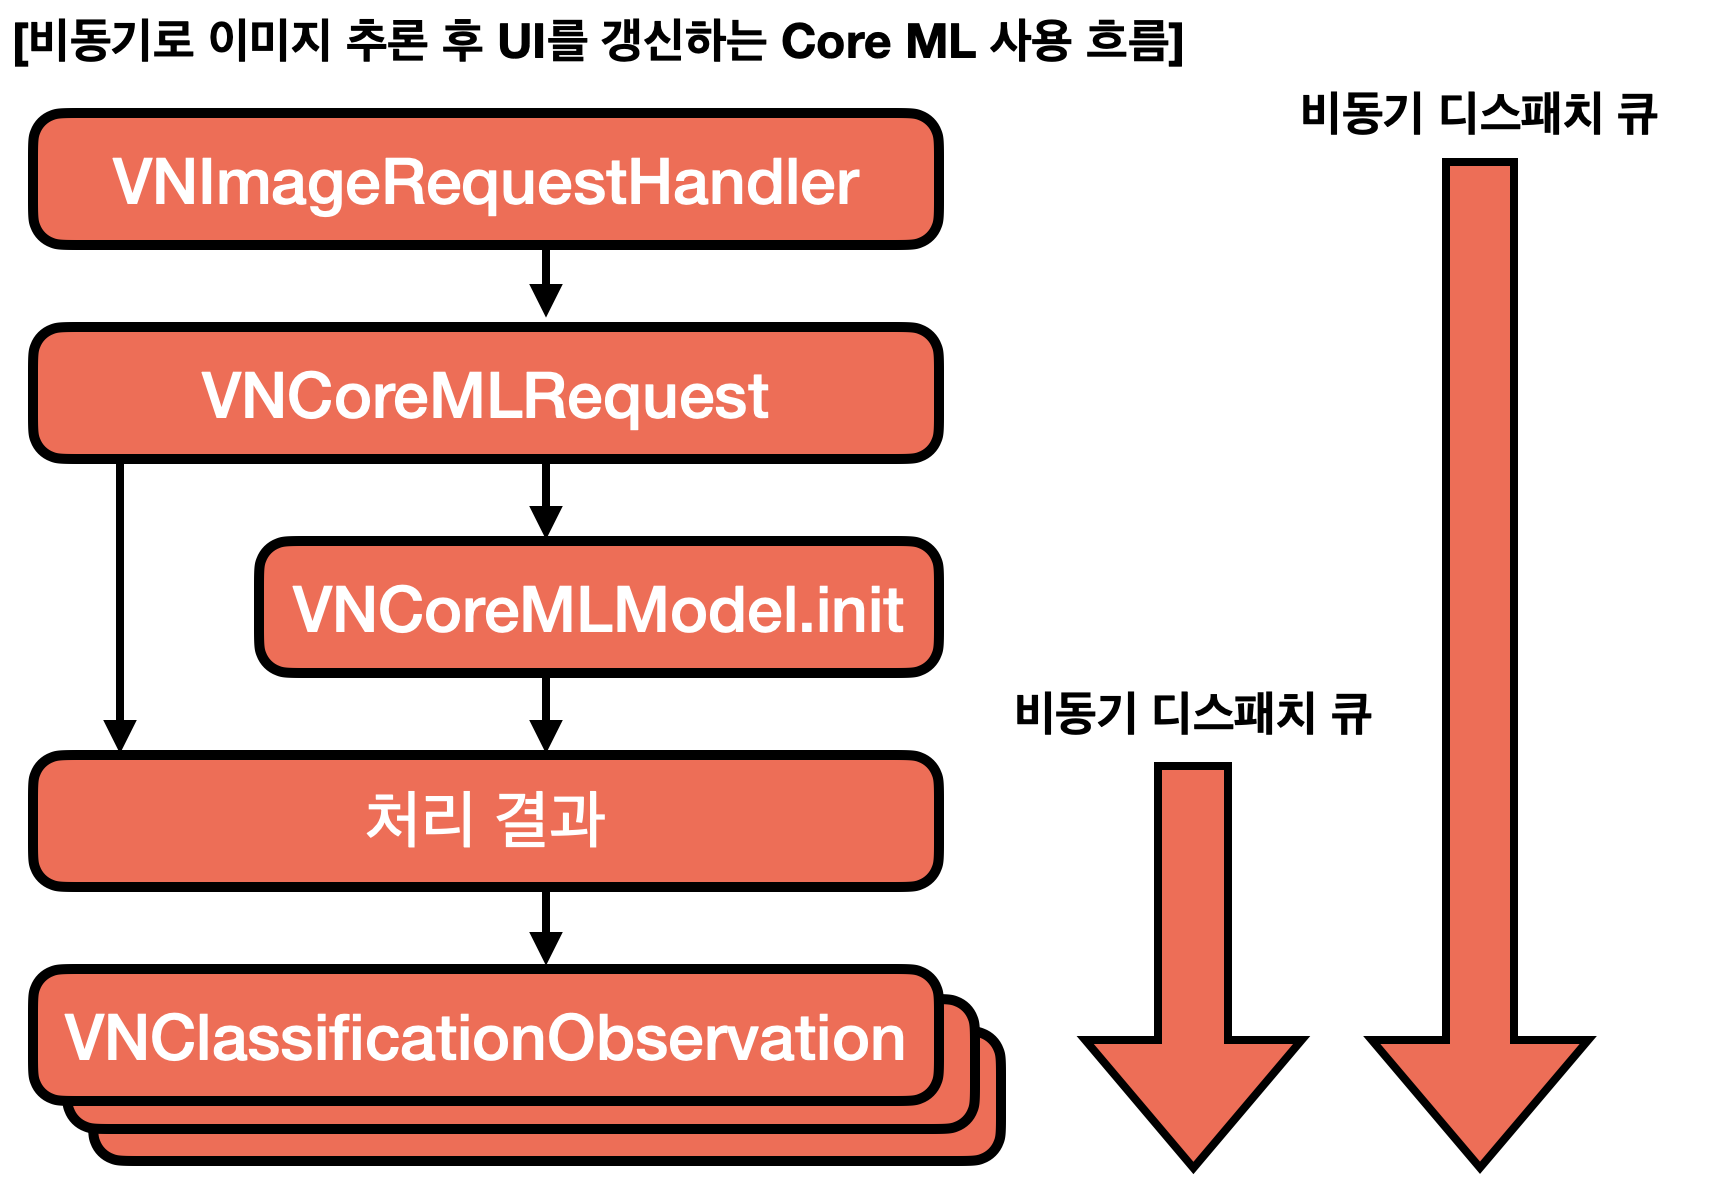 [비동기로 이미지 추론 후 UI를 갱신하는 Core ML 사용 흐름]
비동기 디스패치 큐
VNImageRequestHandler
VNCoreMLRequest
VNCoreMLModel.init
비동기 디스패치 큐
처리 결과
VNClassificationObservation